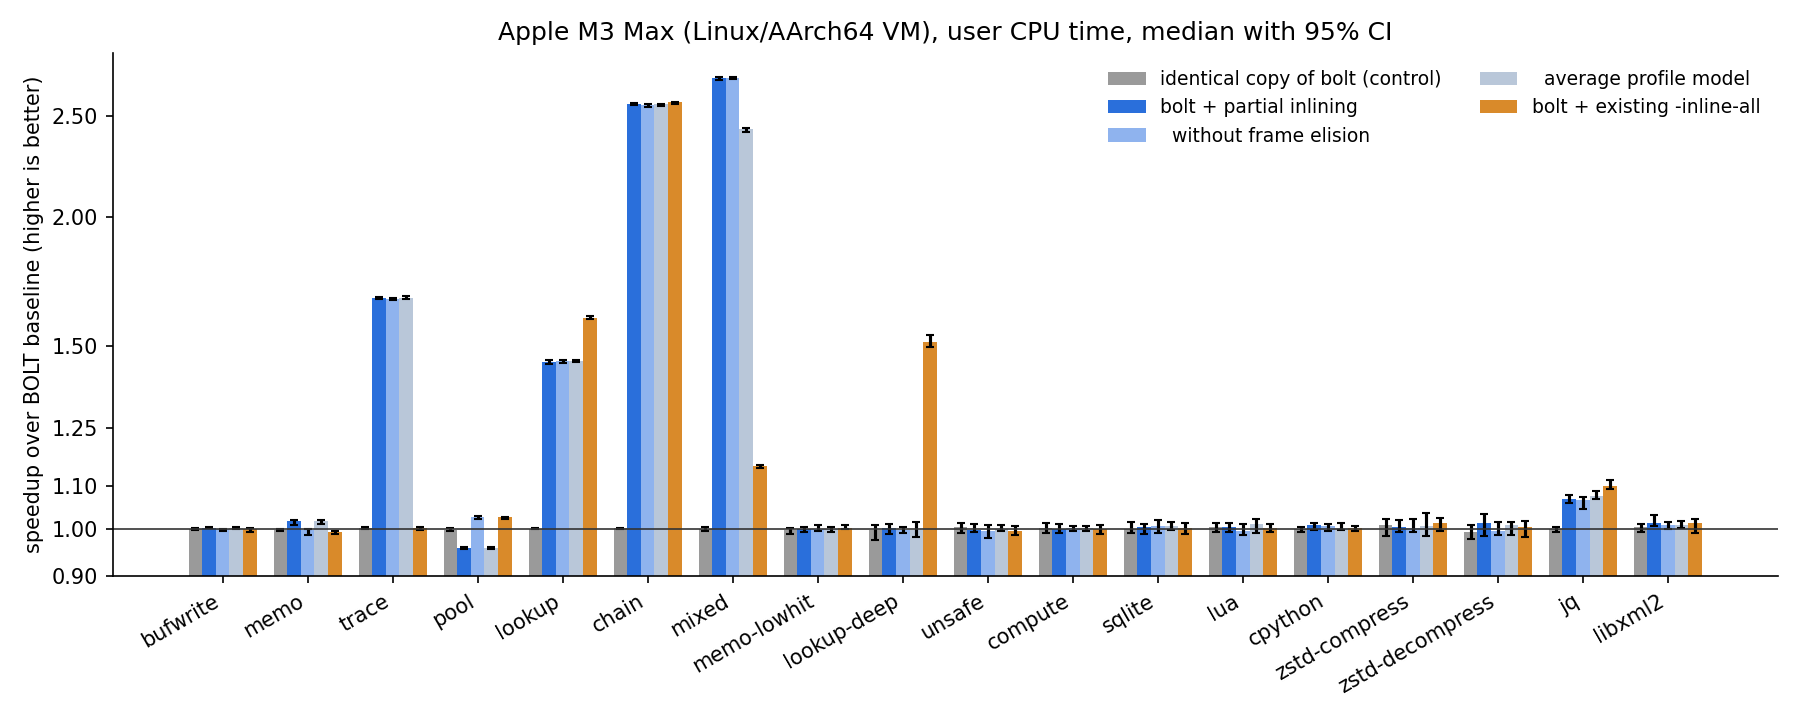 Apple M3 Max (Linux/AArch64 VM), user CPU time, median with 95% CI
speedup over BOLT baseline (higher is better)
2.50
2.00
1.50
1.25
1.10
1.00
0.90
identical copy of bolt (control)
bolt + partial inlining
without frame elision
average profile model
bolt + existing -inline-all
bufwrite
memo
trace
pool
lookup
chain
mixed
memo-lowhit
lookup-deep
unsafe
compute
sqlite
lua
cpython
zstd-compress
zstd-decompress
jq
libxml2